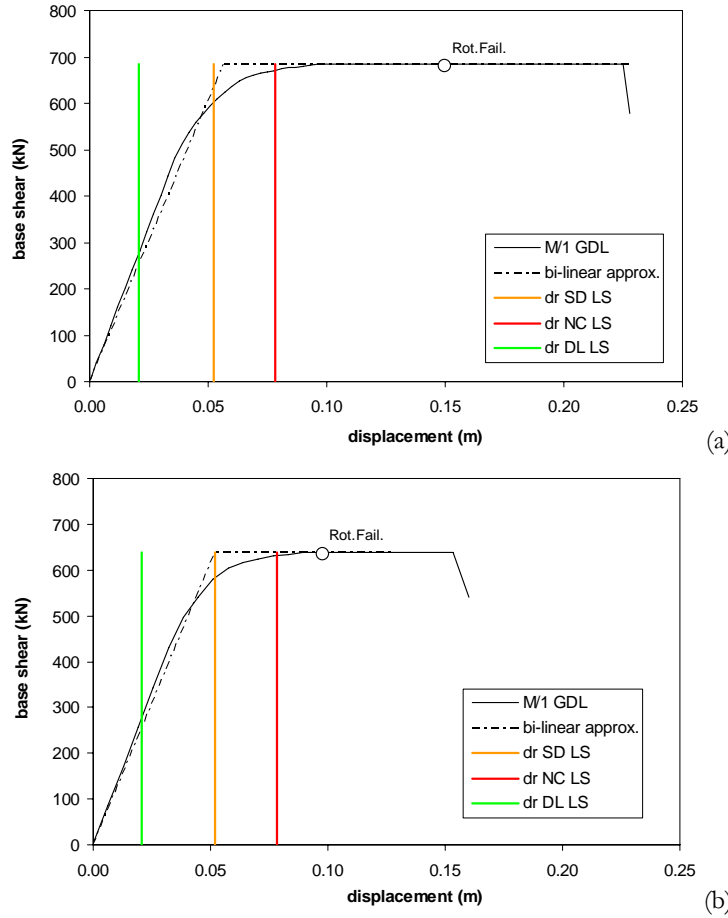 800
700
600
500
400
300
200
100
0
base shear (kN)
Rot.Fail.
M/1 GDL
bi-linear approx.
dr SD LS
dr NC LS
dr DL LS
0.00 0.05 0.10 0.15 0.20 0.25
displacement (m)
(a)
800
700
600
500
400
300
200
100
0
base shear (kN)
Rot.Fail.
M/1 GDL
bi-linear approx.
dr SD LS
dr NC LS
dr DL LS
0.00 0.05 0.10 0.15 0.20 0.25
displacement (m)
(b)